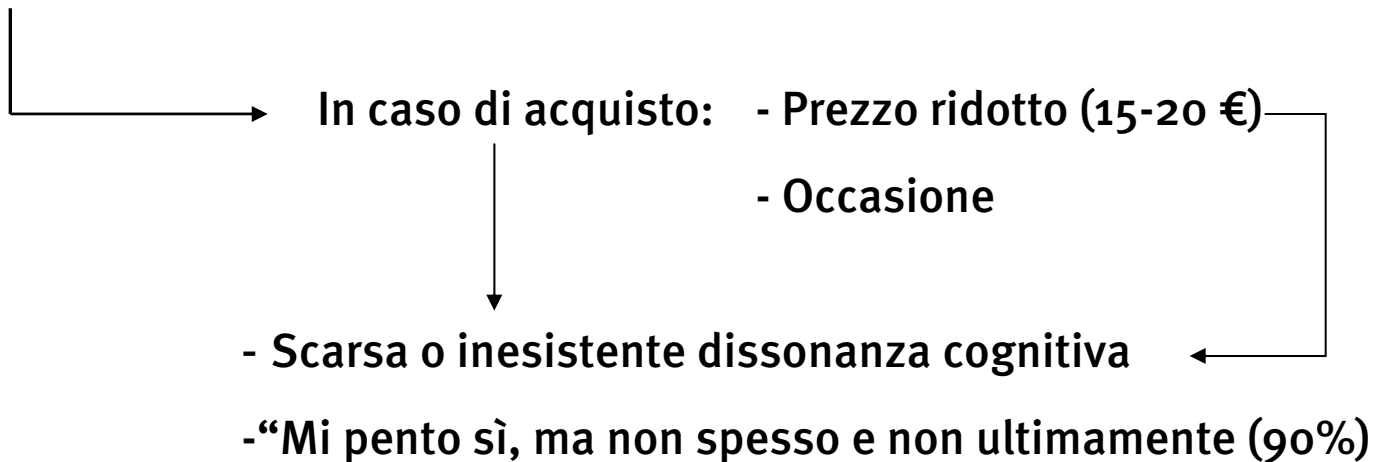 In caso di acquisto: - Prezzo ridotto (15-20 €)
- Occasione
- Scarsa o inesistente dissonanza cognitiva
-“Mi pento sì, ma non spesso e non ultimamente (90%)